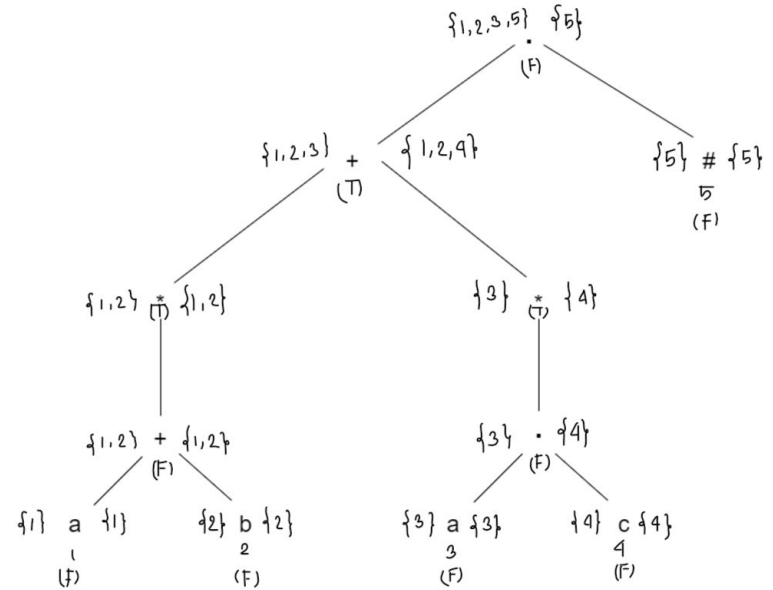 {1,2,3,5} . {5}
(F)
{1,2,3} + {1,2,4}
(T)
{5} # {5}
5
(F)
{1,2} * {1,2}
(T)
{3} * {4}
(T)
{1,2} + {1,2}
(F)
{3} . {4}
(F)
{1} a {1}
1
(F)
{2} b {2}
2
(F)
{3} a {3}
3
(F)
{4} c {4}
4
(F)